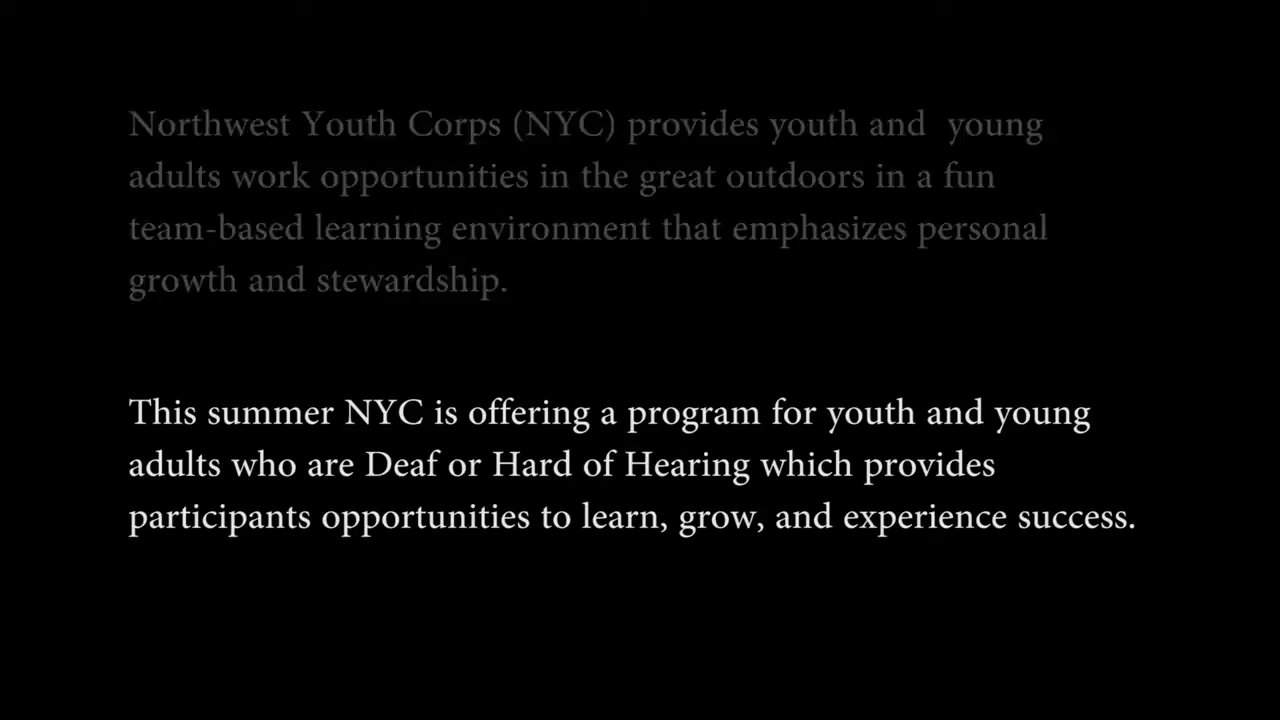 Northwest Youth Corps (NYC) provides youth and  young
adults work opportunities in the great outdoors in a fun
team-based learning environment that emphasizes personal
growth and stewardship.
This summer NYC is offering a program for youth and young
adults who are Deaf or Hard of Hearing which provides
participants opportunities to learn, grow, and experience success.